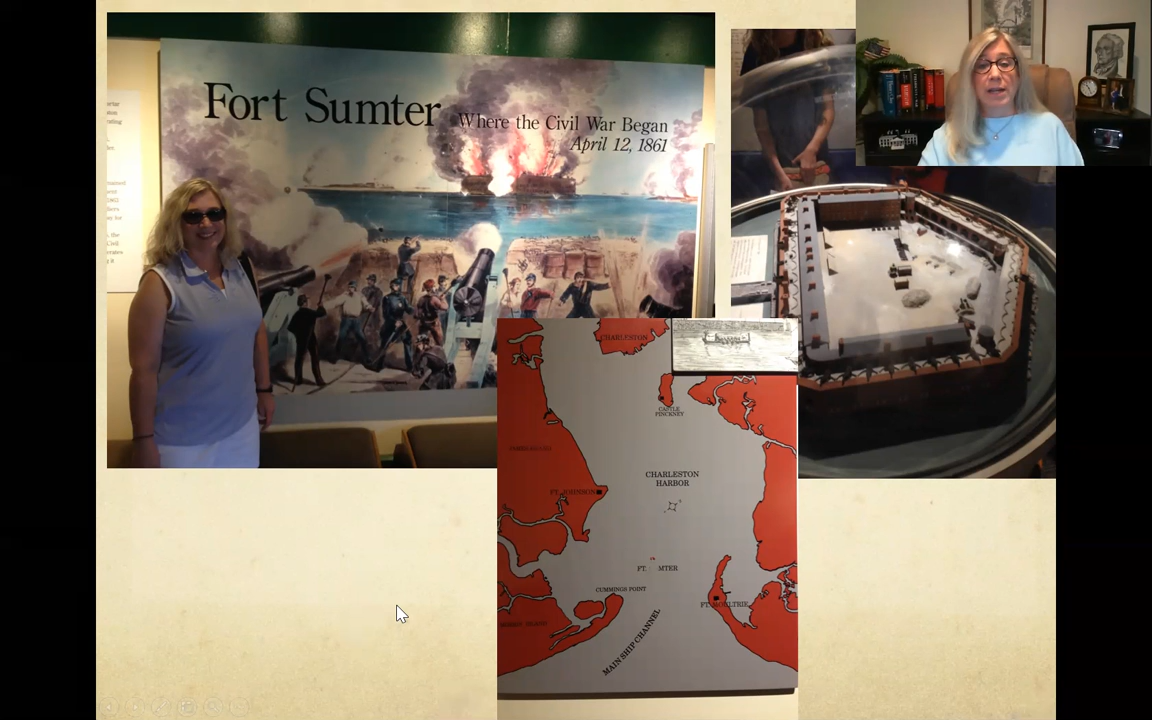 Fort Sumter
Where the Civil War Began
April 12, 1861
CHARLESTON
CASTLE
PINCKNEY
CHARLESTON
HARBOR
FT. JOHNSON
FT. MTER
CUMMINGS POINT
FT. MOULTRIE
MAIN SHIP CHANNEL